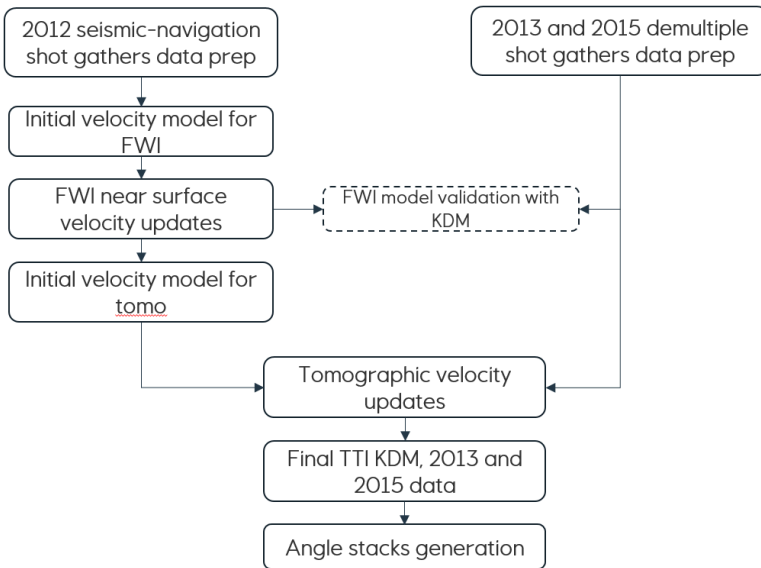 2012 seismic-navigation
shot gathers data prep
2013 and 2015 demultiple
shot gathers data prep
Initial velocity model for
FWI
FWI near surface
velocity updates
FWI model validation with
KDM
Initial velocity model for
tomo
Tomographic velocity
updates
Final TTI KDM, 2013 and
2015 data
Angle stacks generation